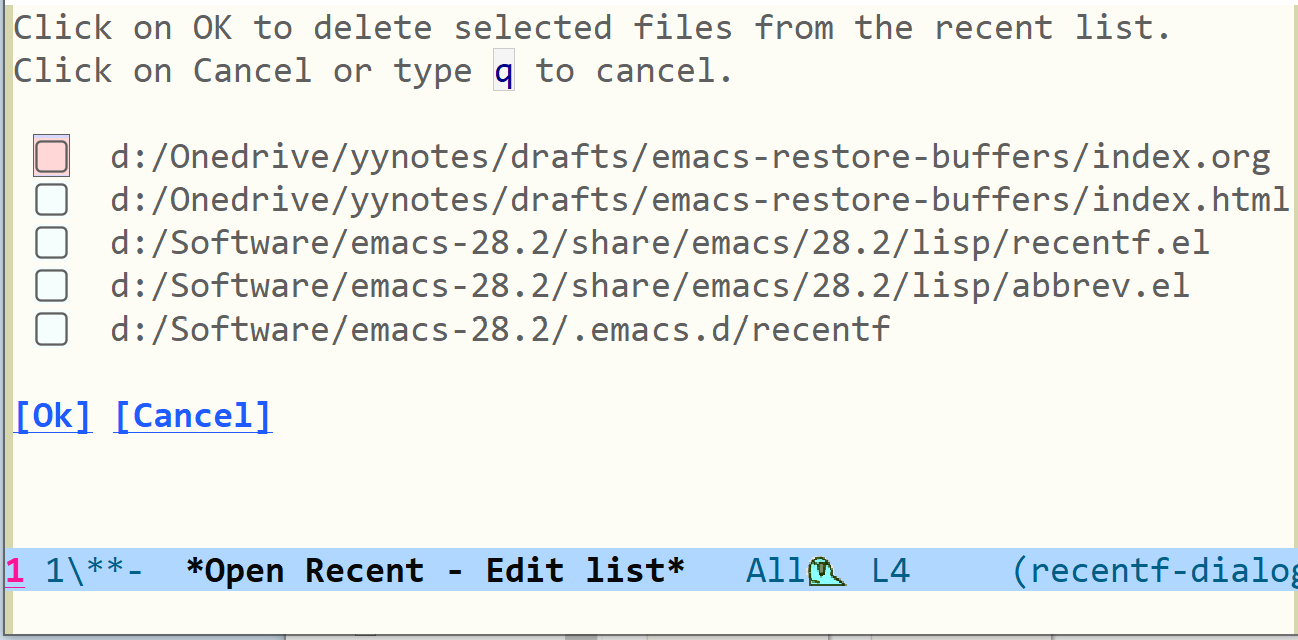 Click on OK to delete selected files from the recent list.
Click on Cancel or type q to cancel.
d:/Onedrive/yynotes/drafts/emacs-restore-buffers/index.org
d:/Onedrive/yynotes/drafts/emacs-restore-buffers/index.html
d:/Software/emacs-28.2/share/emacs/28.2/lisp/recentf.el
d:/Software/emacs-28.2/share/emacs/28.2/lisp/abbrev.el
d:/Software/emacs-28.2/.emacs.d/recentf
[Ok] [Cancel]
1 1\**- *Open Recent - Edit list* All L4 (recentf-dialog